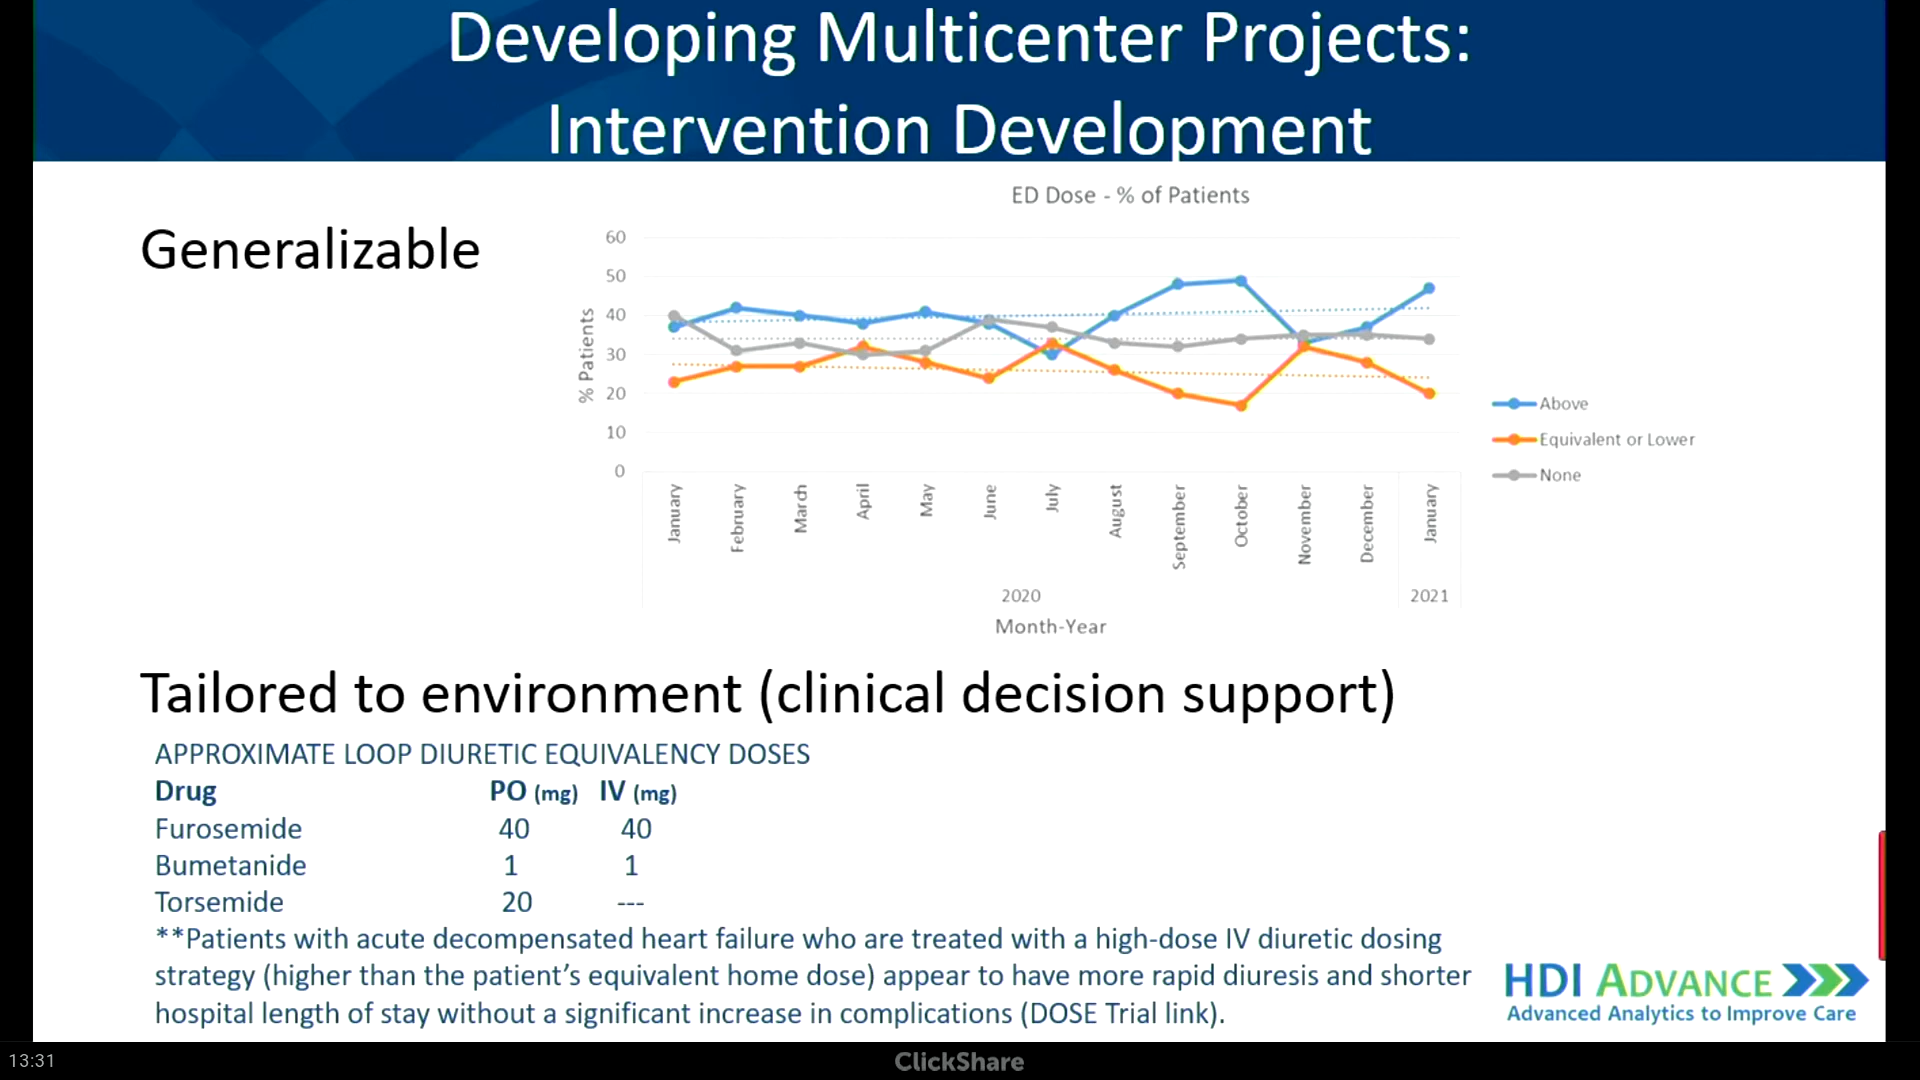 Developing Multicenter Projects:
Intervention Development
Generalizable
ED Dose - % of Patients
% Patients
60
50
40
30
20
10
0
January
February
March
April
May
June
July
August
September
October
November
December
January
2020
2021
Month-Year
Above
Equivalent or Lower
None
Tailored to environment (clinical decision support)
APPROXIMATE LOOP DIURETIC EQUIVALENCY DOSES
Drug PO (mg) IV (mg)
Furosemide 40 40
Bumetanide 1 1
Torsemide 20 ---
**Patients with acute decompensated heart failure who are treated with a high-dose IV diuretic dosing
strategy (higher than the patient’s equivalent home dose) appear to have more rapid diuresis and shorter
hospital length of stay without a significant increase in complications (DOSE Trial link).
HDI ADVANCE
Advanced Analytics to Improve Care
13:31
ClickShare